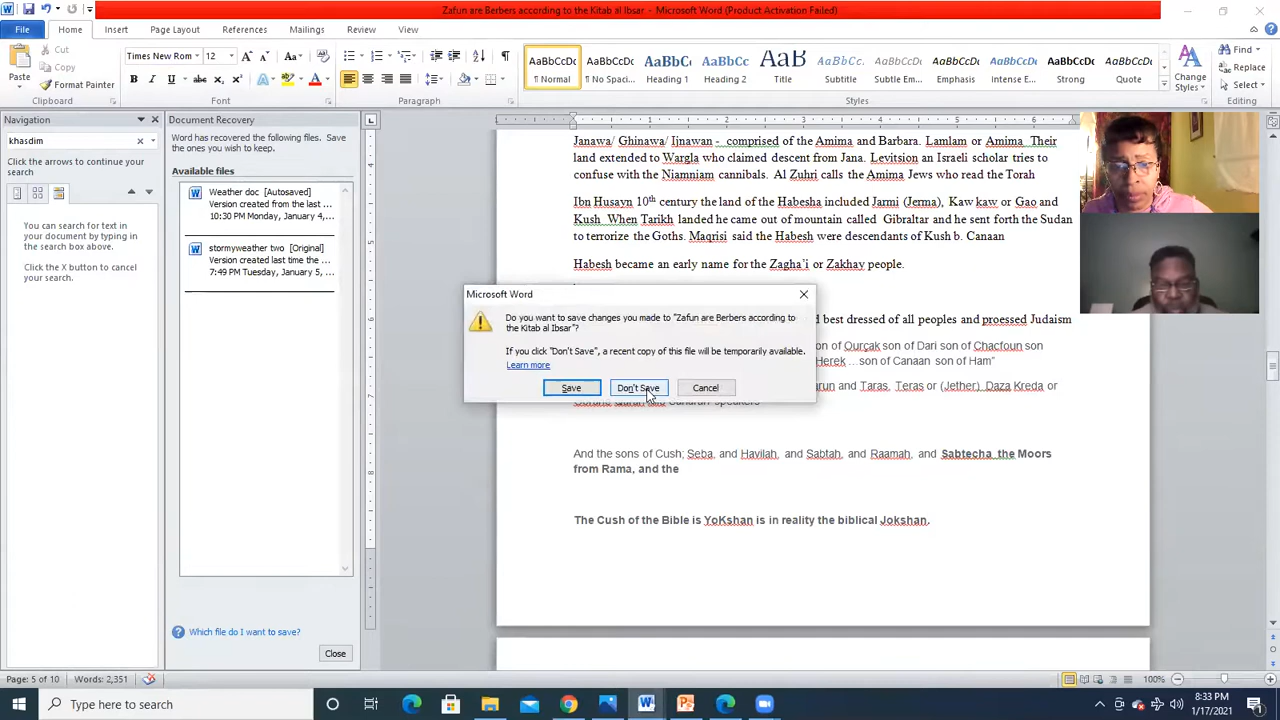 Zafun are Berbers according to the Kitab al Ibsar - Microsoft Word (Product Activation Failed)
File Home Insert Page Layout References Mailings Review View
Paste
Cut
Copy
Format Painter
Clipboard
Times New Rom 12
Font
Paragraph
AaBbCcDc AaBbCcDc AaBbC AaBbCc AaB AaBbCc. AaBbCcDc AaBbCcDc AaBbCcDc AaBbCcDc AaBbCcDc
¶ Normal ¶ No Spaci... Heading 1 Heading 2 Title Subtitle Subtle Em... Emphasis Intense E... Strong Quote
Styles
Change
Styles
Find
Replace
Select
Editing
Navigation
khasdim
Click the arrows to continue your
search
You can search for text in
your document by typing in
the search box above.
Click the X button to cancel
your search.
Document Recovery
Word has recovered the following files. Save
the ones you wish to keep.
Available files
Weather doc [Autosaved]
Version created from the last ...
10:30 PM Monday, January 4,...
stormyweather two [Original]
Version created last time the ...
7:49 PM Tuesday, January 5, ...
Which file do I want to save?
Close
Janawa/ Ghinawa/ Ijnawan - comprised of the Amima and Barbara. Lamlam or Amima Their
land extended to Wargla who claimed descent from Jana. Levitsion an Israeli scholar tries to
confuse with the Niamniam cannibals. Al Zuhri calls the Amima Jews who read the Torah
Ibn Husayn 10th century the land of the Habesha included Jarmi (Jerma), Kaw kaw or Gao and
Kush When Tarikh landed he came out of mountain called Gibraltar and he sent forth the Sudan
to terrorize the Goths. Maqrisi said the Habesh were descendants of Kush b. Canaan
Habesh became an early name for the Zagha'i or Zakhay people.
d best dressed of all peoples and proessed Judaism
on of Ourçak son of Dari son of Chacfoun son
Herek ...son of Canaan son of Ham"
run and Taras, Teras or (Jether) Daza Kreda or
And the sons of Cush; Seba, and Havilah, and Sabtah, and Raamah, and Sabtecha the Moors
from Rama, and the
The Cush of the Bible is YoKshan is in reality the biblical Jokshan.
Microsoft Word
Do you want to save changes you made to "Zafun are Berbers according to
the Kitab al Ibsar"?
If you click "Don't Save", a recent copy of this file will be temporarily available.
Learn more
Save Don't Save Cancel
Page: 5 of 10 Words: 2,351
100%
Type here to search
8:33 PM
1/17/2021